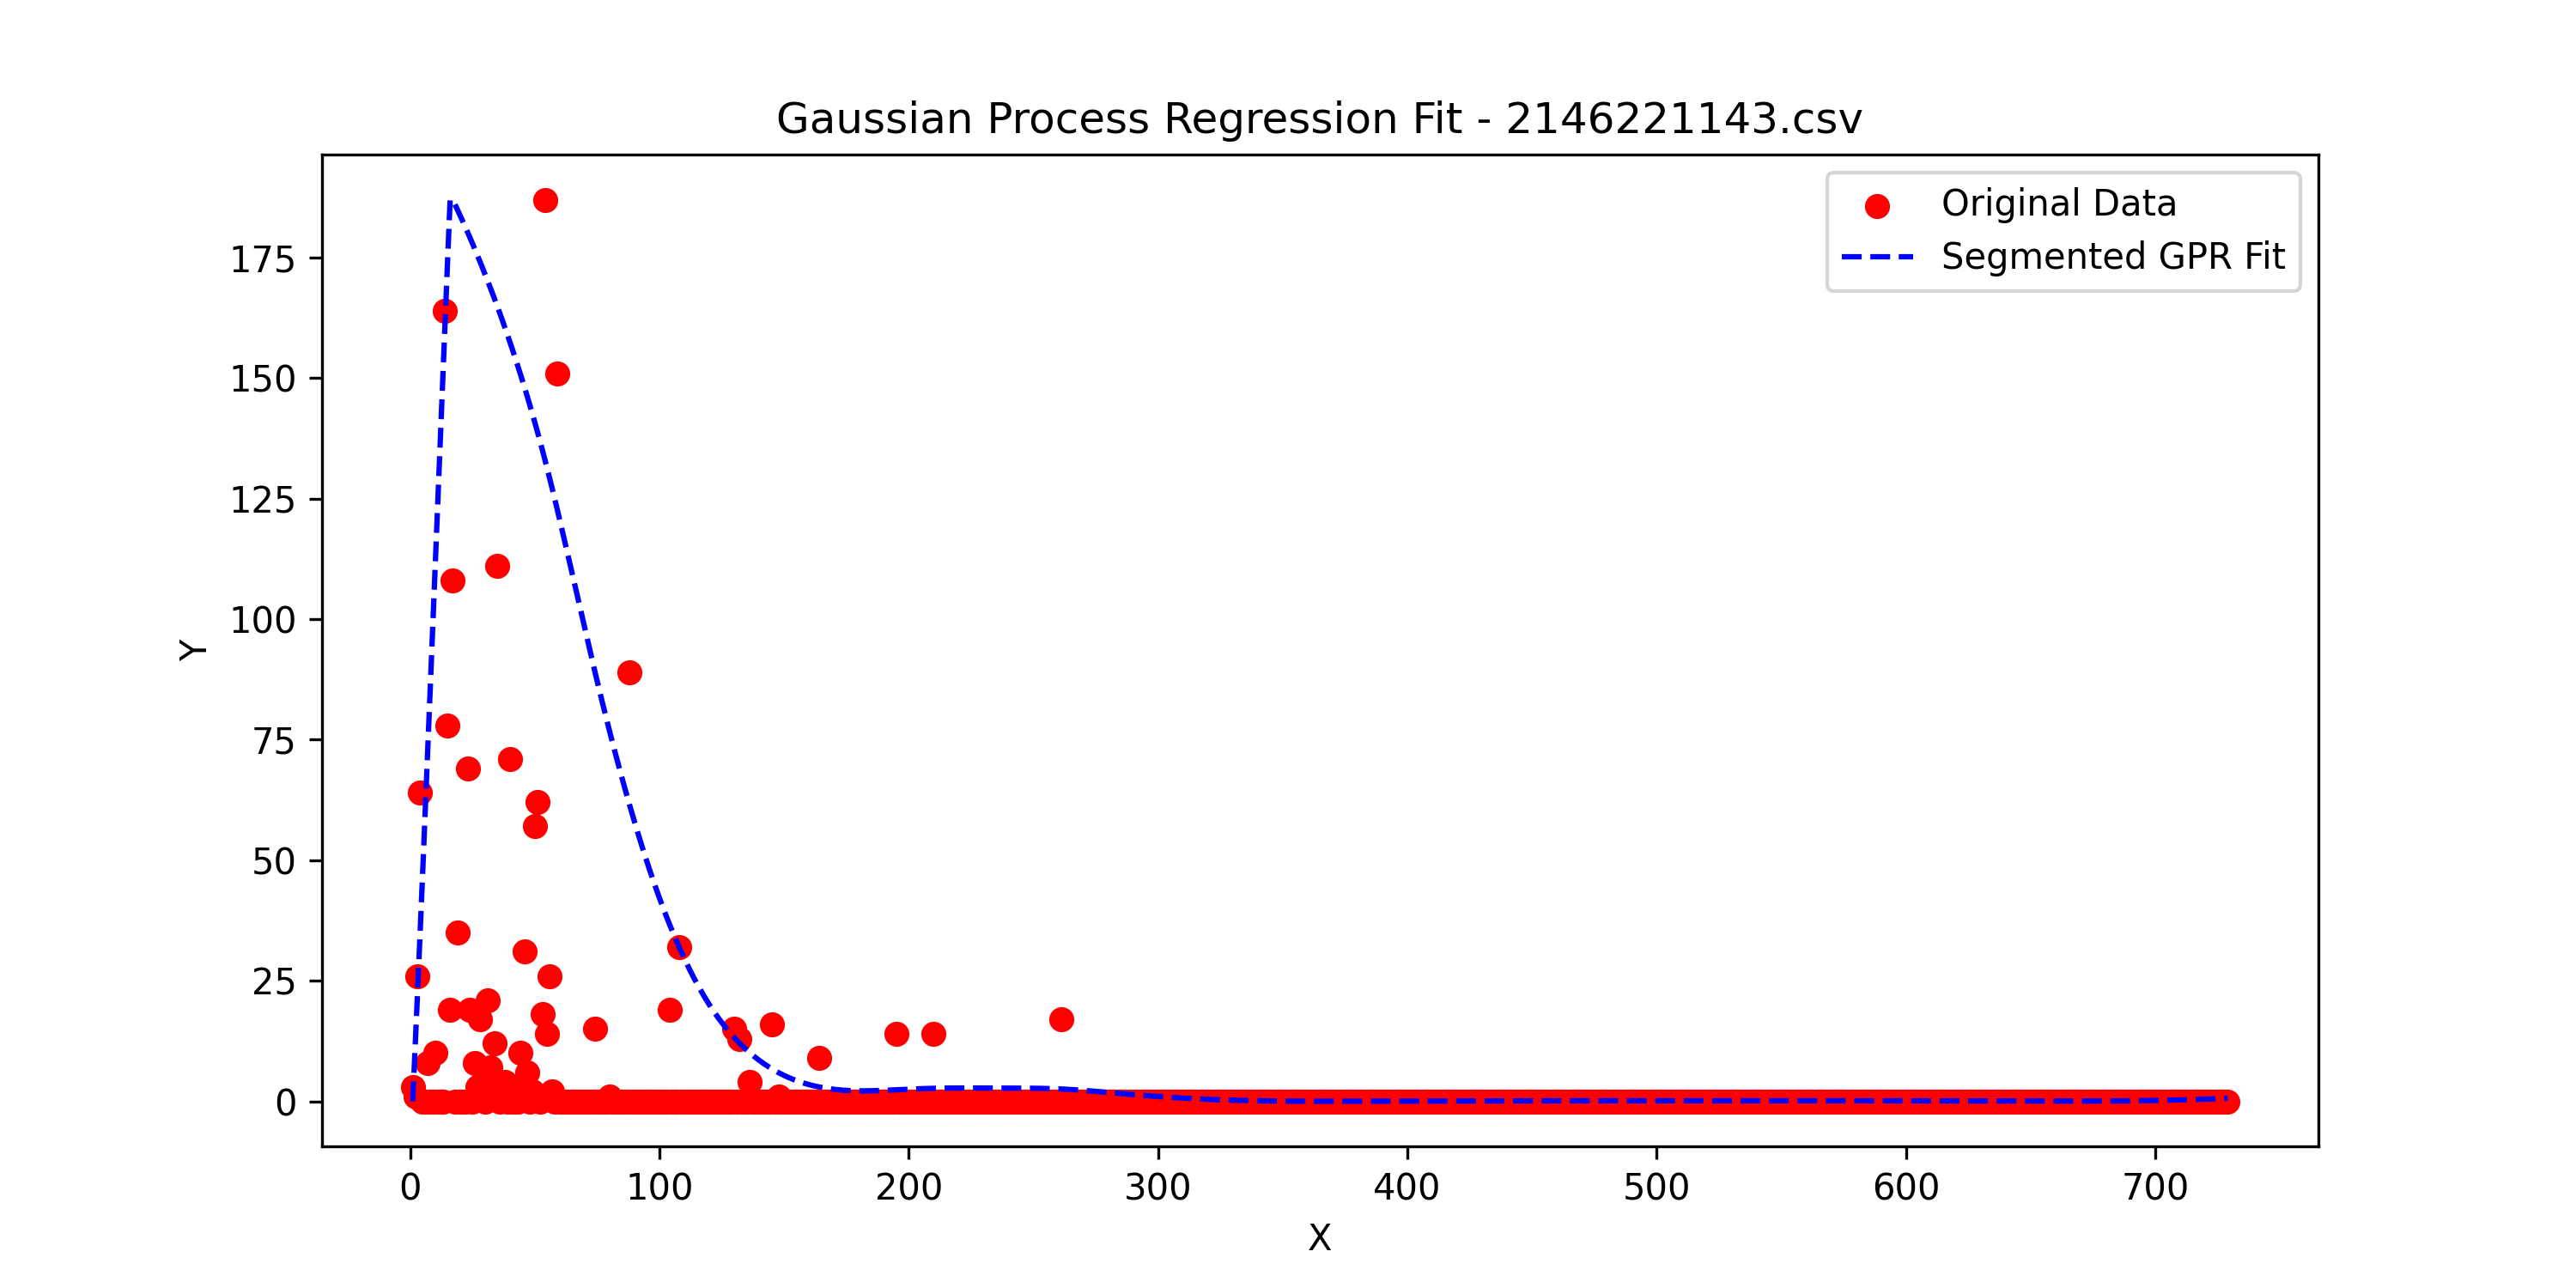 Gaussian Process Regression Fit - 2146221143.csv
Original Data
Segmented GPR Fit
175
150
125
100
75
50
25
0
Y
0 100 200 300 400 500 600 700
X